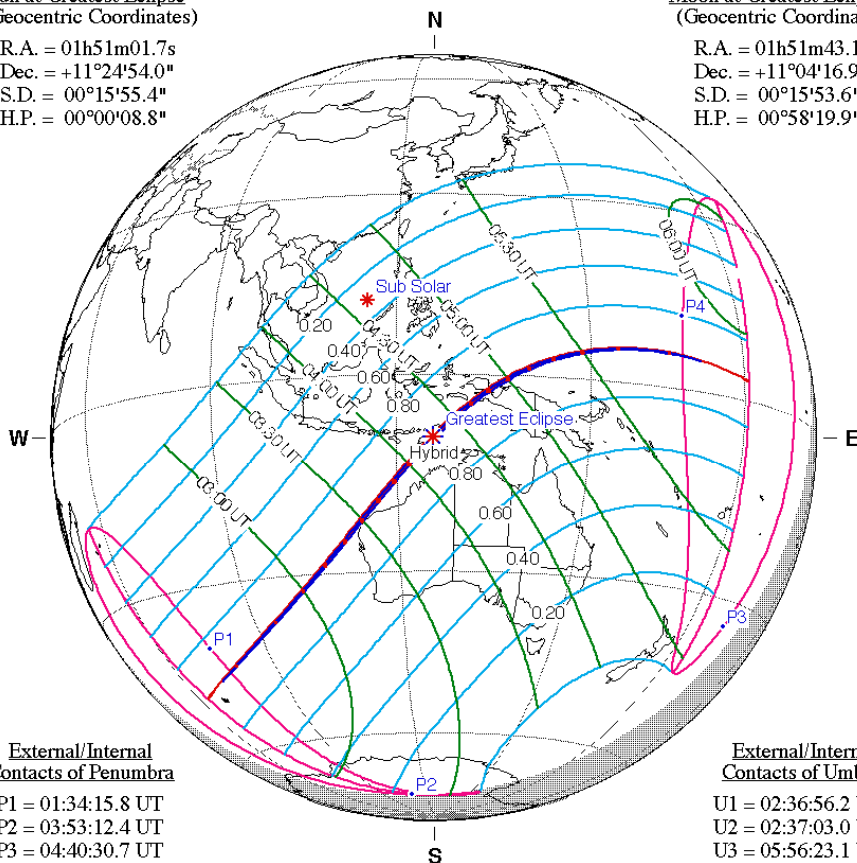 (Geocentric Coordinates)
R.A. = 01h51m01.7s
Dec. = +11°24'54.0"
S.D. = 00°15'55.4"
H.P. = 00°00'08.8"
Moon at Greatest Eclipse
(Geocentric Coordina
R.A. = 01h51m43.1
Dec. = +11°04'16.9
S.D. = 00°15'53.6"
H.P. = 00°58'19.9"
N
05:30 UT
06:00 UT
Sub Solar
P4
05:00 UT
0.20
04:30 UT
0.40
0.60
04:00 UT
0.80
Greatest Eclipse
W
E
03:30 UT
Hybrid
0.80
03:00 UT
0.60
0.40
0.20
P3
P1
P2
S
External/Internal
Contacts of Penumbra
P1 = 01:34:15.8 UT
P2 = 03:53:12.4 UT
P3 = 04:40:30.7 UT
External/Intern
Contacts of Umb
U1 = 02:36:56.2
U2 = 02:37:03.0
U3 = 05:56:23.1